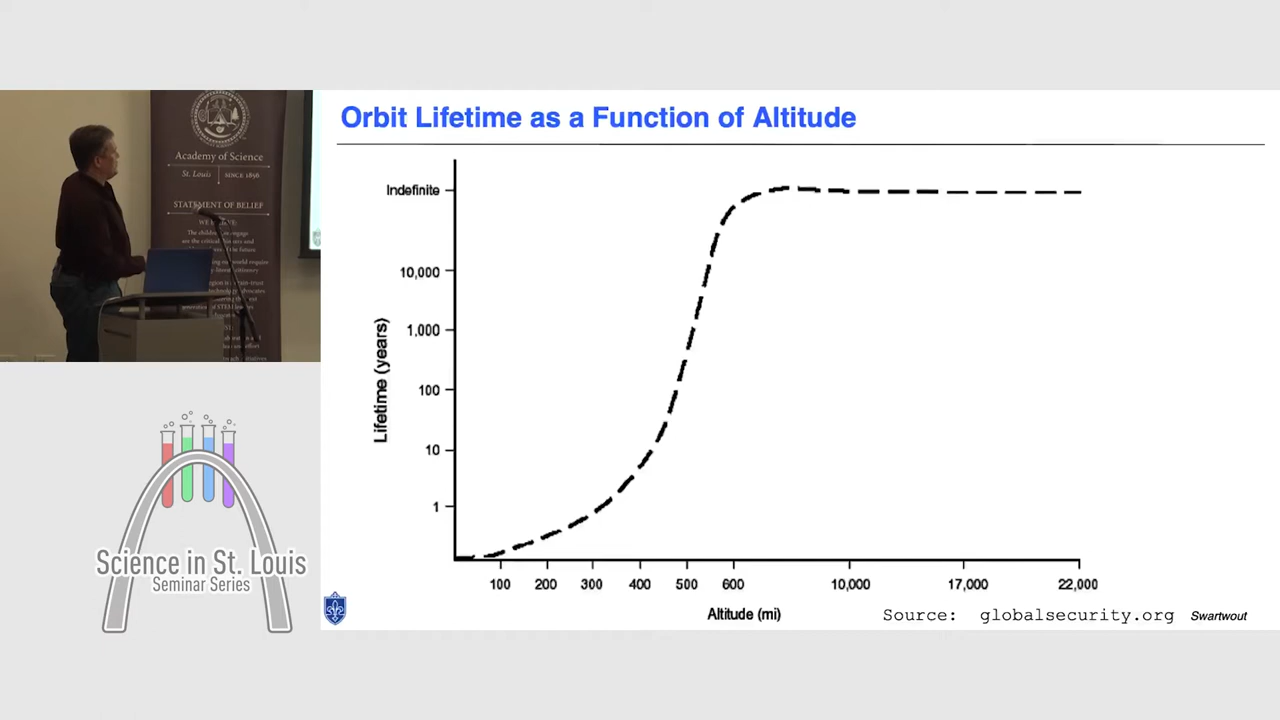 Orbit Lifetime as a Function of Altitude
Academy of Science
St. Louis SINCE 1856.
STATEMENT OF BELIEF
Indefinite
10,000
1,000
100
10
1
Lifetime (years)
100 200 300 400 500 600 10,000 17,000 22,000
Altitude (mi)
Source: globalsecurity.org
Swartwout
Science in St. Louis
Seminar Series